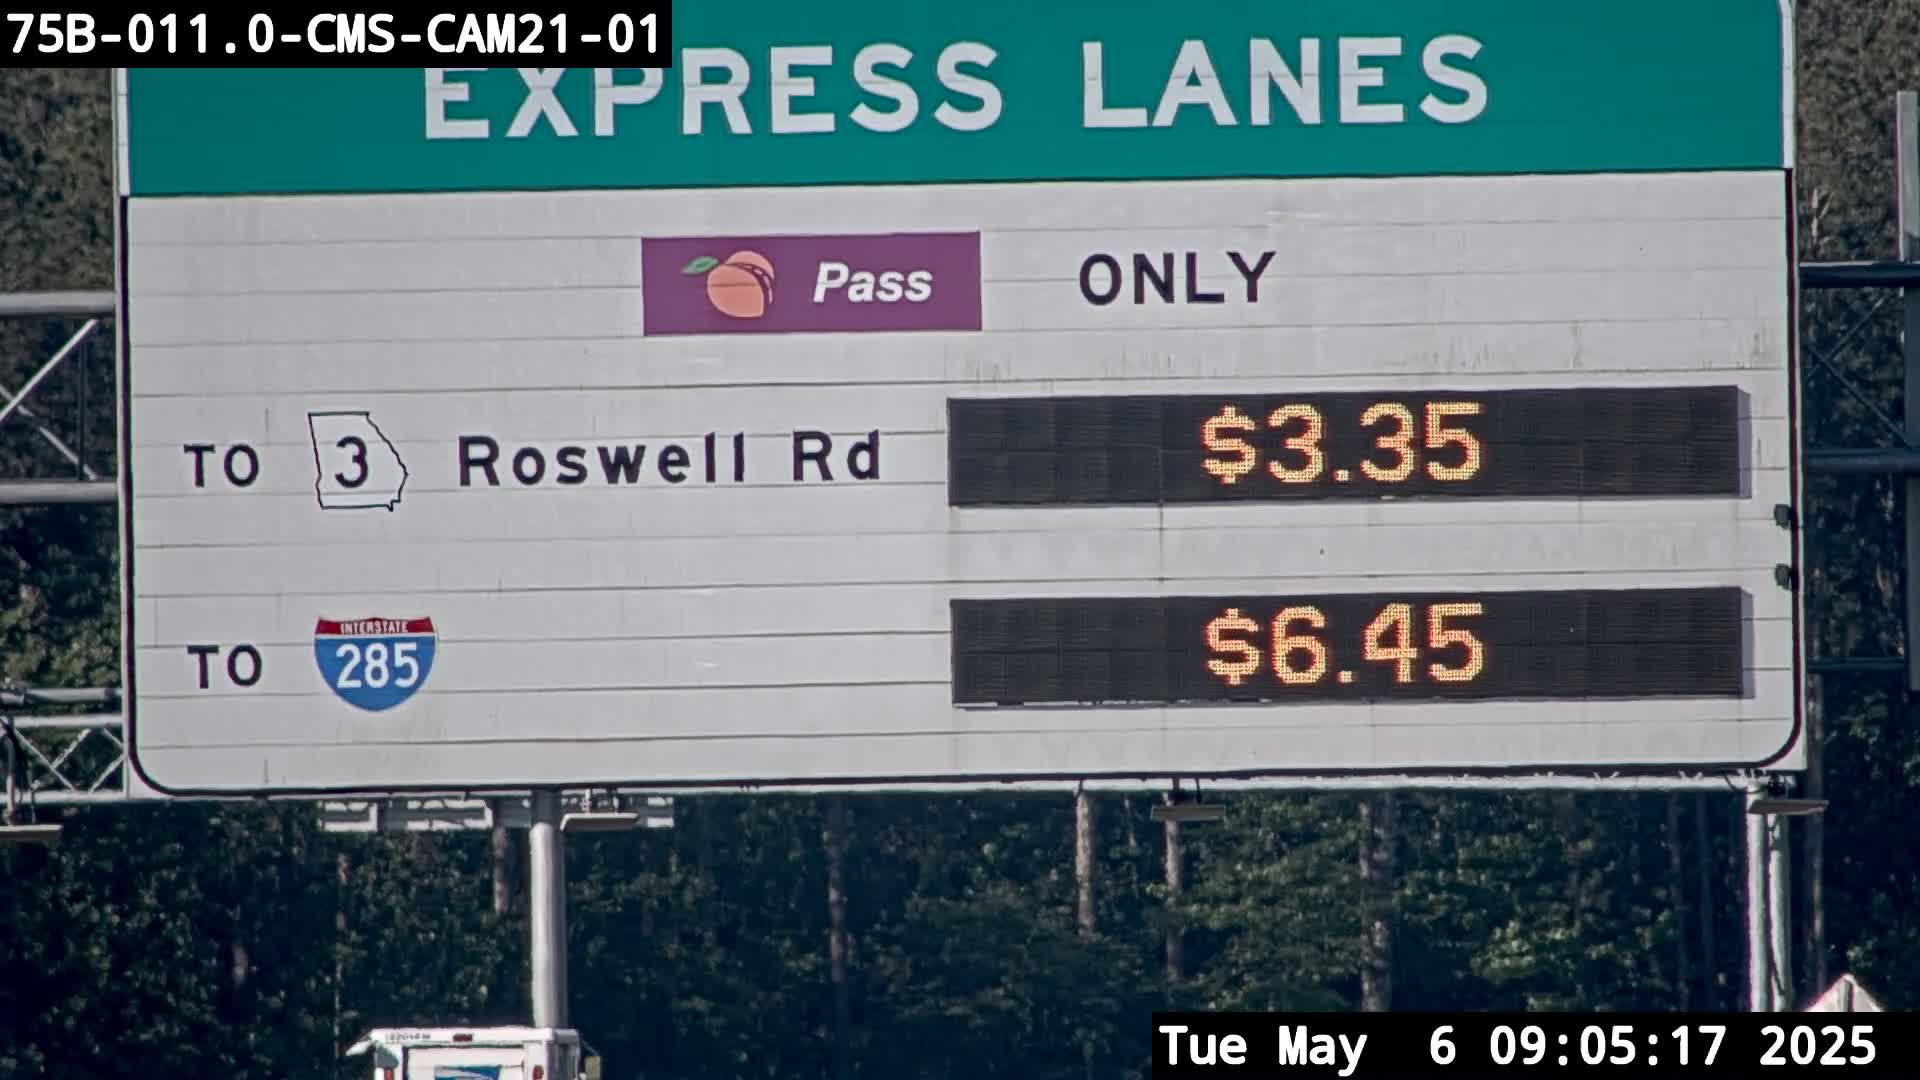 75B-011.0-CMS-CAM21-01
EXPRESS LANES
Pass ONLY
TO 3 Roswell Rd $3.35
TO INTERSTATE 285 $6.45
Tue May 6 09:05:17 2025